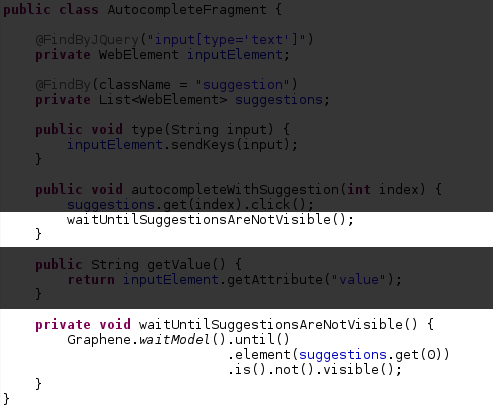 public class AutocompleteFragment {
@FindByJQuery("input[type='text']")
private WebElement inputElement;
@FindBy(className = "suggestion")
private List<WebElement> suggestions;
public void type(String input) {
inputElement.sendKeys(input);
}
public void autocompleteWithSuggestion(int index) {
suggestions.get(index).click();
waitUntilSuggestionsAreNotVisible();
}
public String getValue() {
return inputElement.getAttribute("value");
}
private void waitUntilSuggestionsAreNotVisible() {
Graphene.waitModel().until()
.element(suggestions.get(0))
.is().not().visible();
}
}